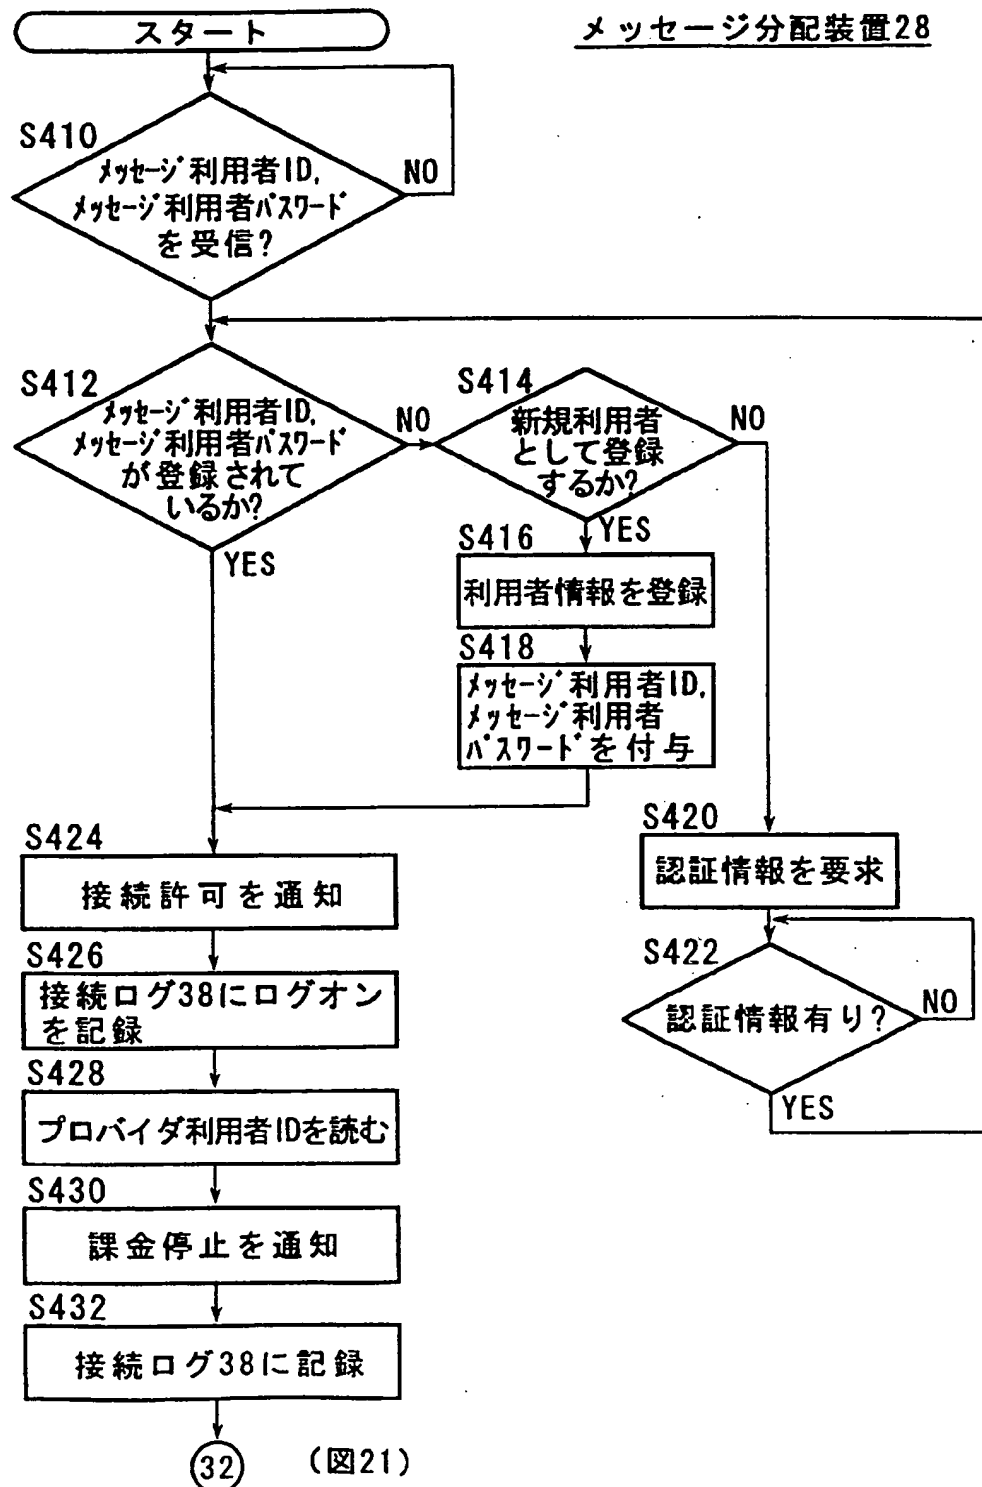 スタート
メッセージ分配装置28
S410
メッセージ利用者ID,
メッセージ利用者パスワード
を受信?
NO
S412
メッセージ利用者ID,
メッセージ利用者パスワード
が登録されて
いるか?
NO
YES
S414
新規利用者
として登録
するか?
NO
YES
S416
利用者情報を登録
S418
メッセージ利用者ID,
メッセージ利用者
パスワードを付与
S420
認証情報を要求
S422
認証情報有り?
NO
YES
S424
接続許可を通知
S426
接続ログ38にログオン
を記録
S428
プロバイダ利用者IDを読む
S430
課金停止を通知
S432
接続ログ38に記録
32
(図21)